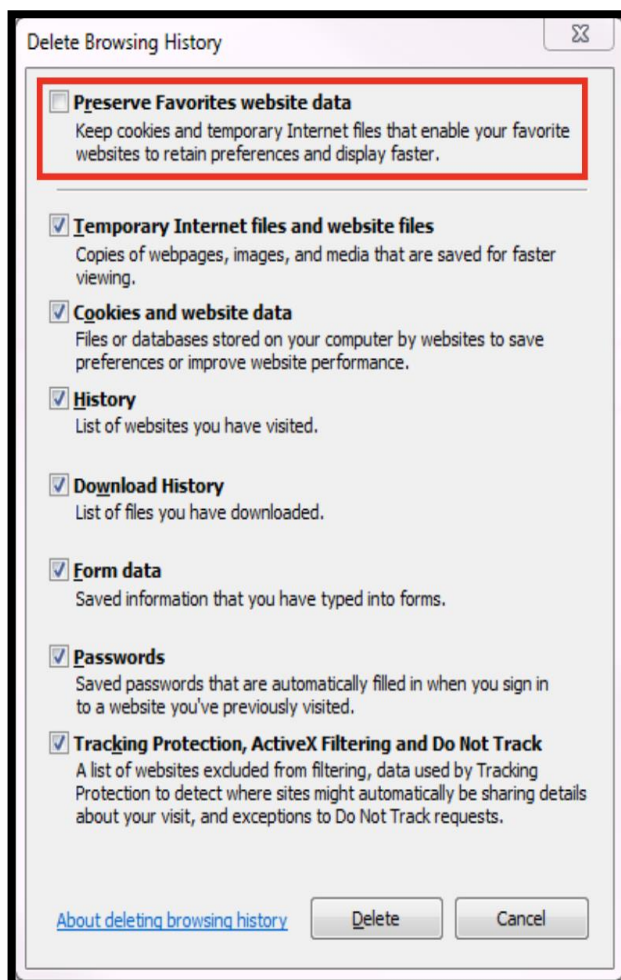 Delete Browsing History
Preserve Favorites website data
Keep cookies and temporary Internet files that enable your favorite
websites to retain preferences and display faster.
Temporary Internet files and website files
Copies of webpages, images, and media that are saved for faster
viewing.
Cookies and website data
Files or databases stored on your computer by websites to save
preferences or improve website performance.
History
List of websites you have visited.
Download History
List of files you have downloaded.
Form data
Saved information that you have typed into forms.
Passwords
Saved passwords that are automatically filled in when you sign in
to a website you've previously visited.
Tracking Protection, ActiveX Filtering and Do Not Track
A list of websites excluded from filtering, data used by Tracking
Protection to detect where sites might automatically be sharing details
about your visit, and exceptions to Do Not Track requests.
About deleting browsing history
Delete
Cancel